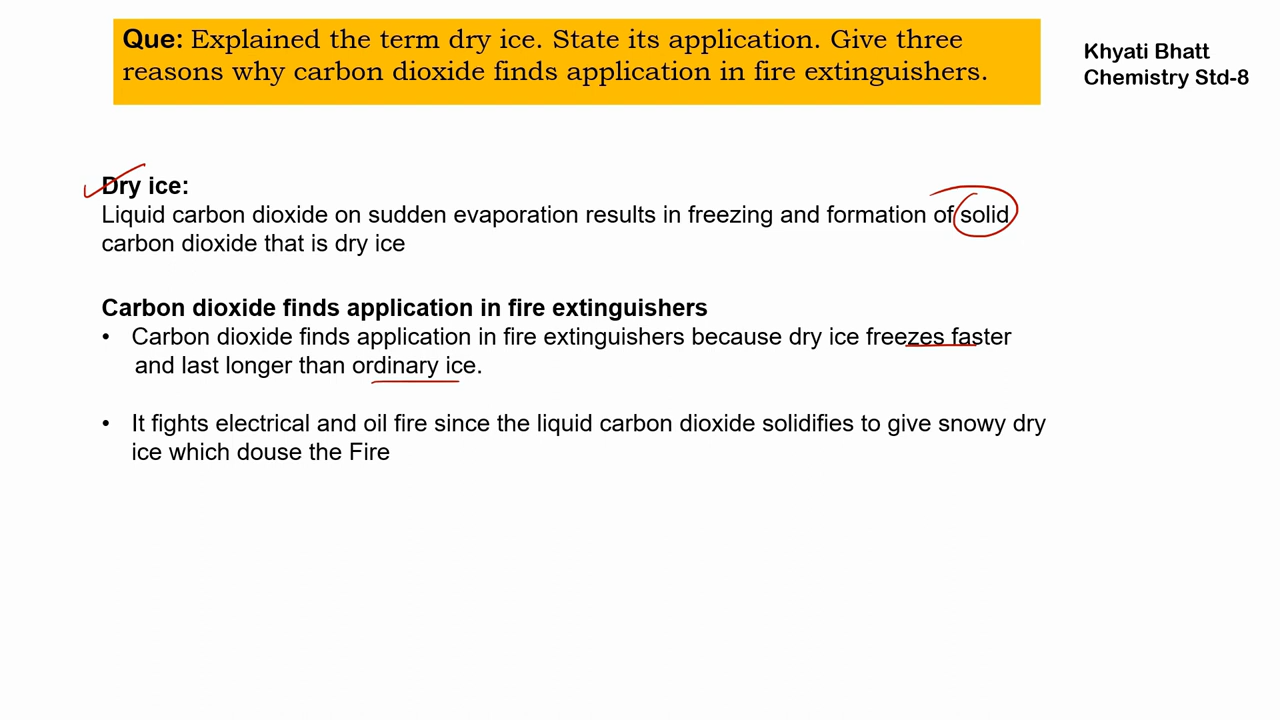 Que: Explained the term dry ice. State its application. Give three
reasons why carbon dioxide finds application in fire extinguishers.
Khyati Bhatt
Chemistry Std-8
Dry ice:
Liquid carbon dioxide on sudden evaporation results in freezing and formation of solid
carbon dioxide that is dry ice
Carbon dioxide finds application in fire extinguishers
• Carbon dioxide finds application in fire extinguishers because dry ice freezes faster
and last longer than ordinary ice.
• It fights electrical and oil fire since the liquid carbon dioxide solidifies to give snowy dry
ice which douse the Fire